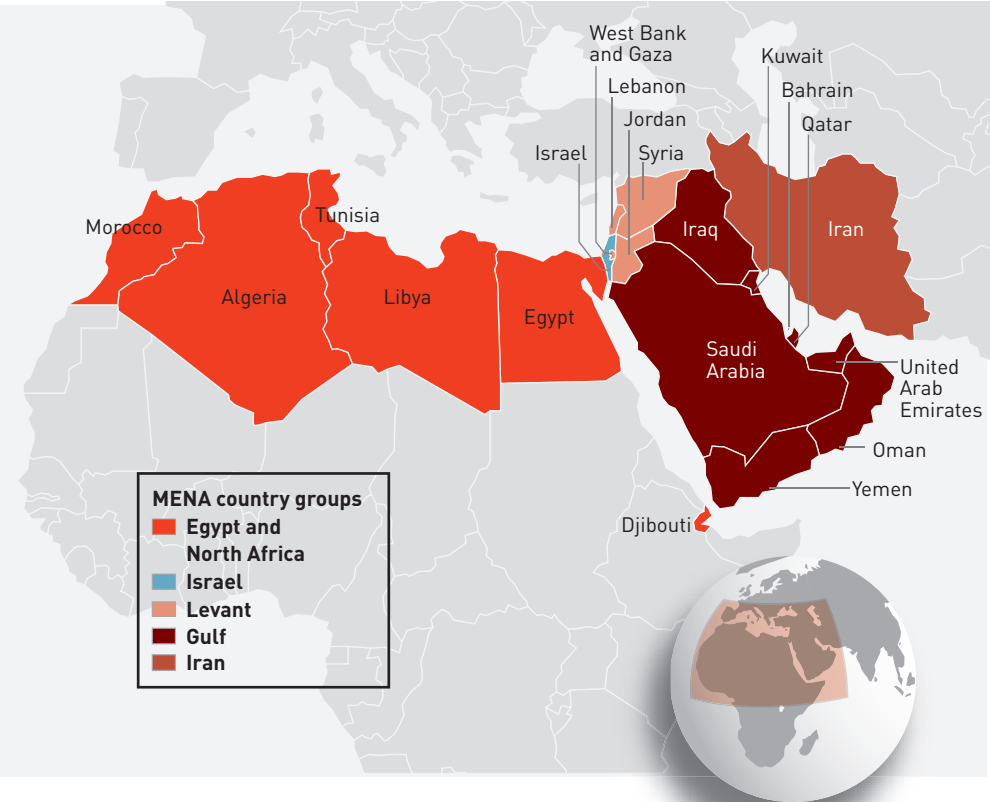 West Bank
and Gaza
Kuwait
Lebanon
Bahrain
Jordan
Qatar
Israel
Syria
Morocco
Tunisia
Iraq
Iran
Algeria
Libya
Egypt
Saudi
Arabia
United
Arab
Emirates
Oman
Yemen
Djibouti
MENA country groups
Egypt and
North Africa
Israel
Levant
Gulf
Iran